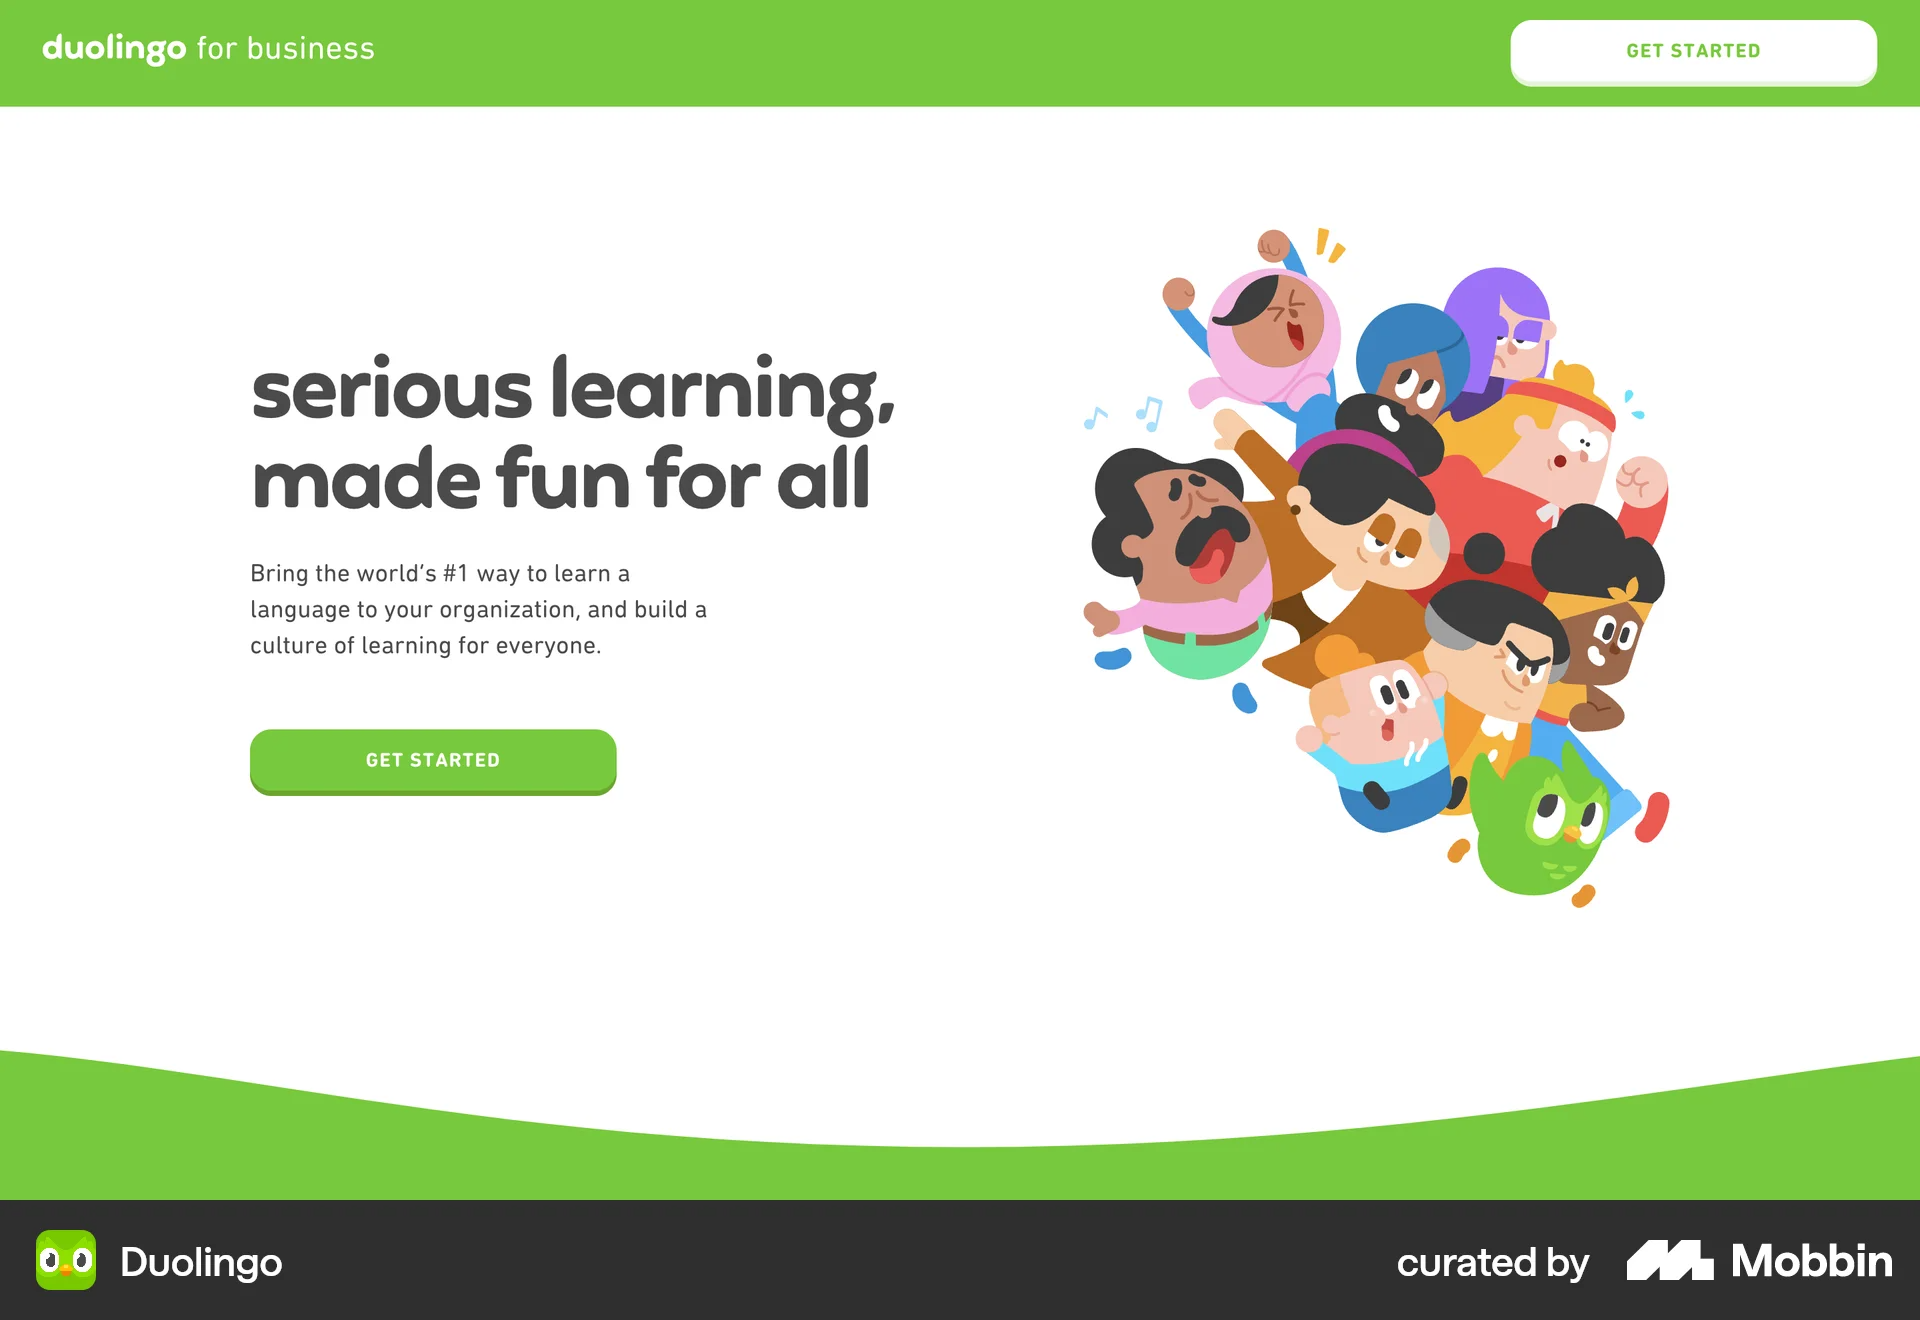 duolingo for business
GET STARTED
serious learning,
made fun for all
Bring the world's #1 way to learn a
language to your organization, and build a
culture of learning for everyone.
GET STARTED
Duolingo
curated by Mobbin